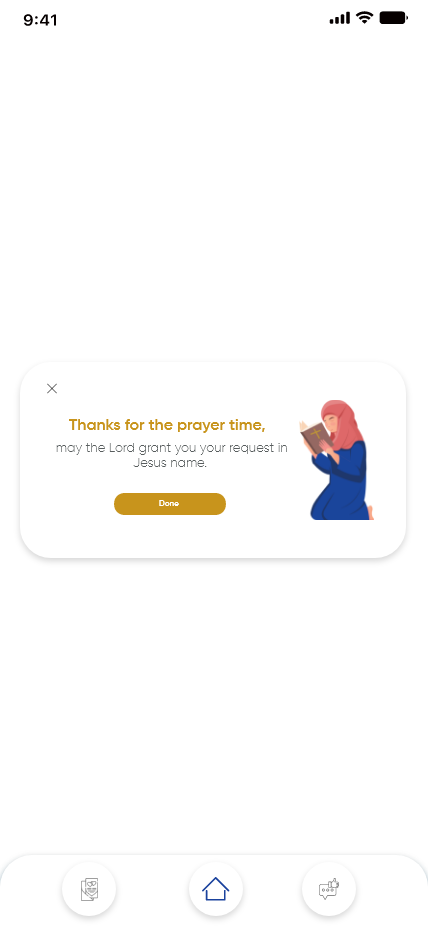 9:41
Thanks for the prayer time,
may the Lord grant you your request in
Jesus name.
Done